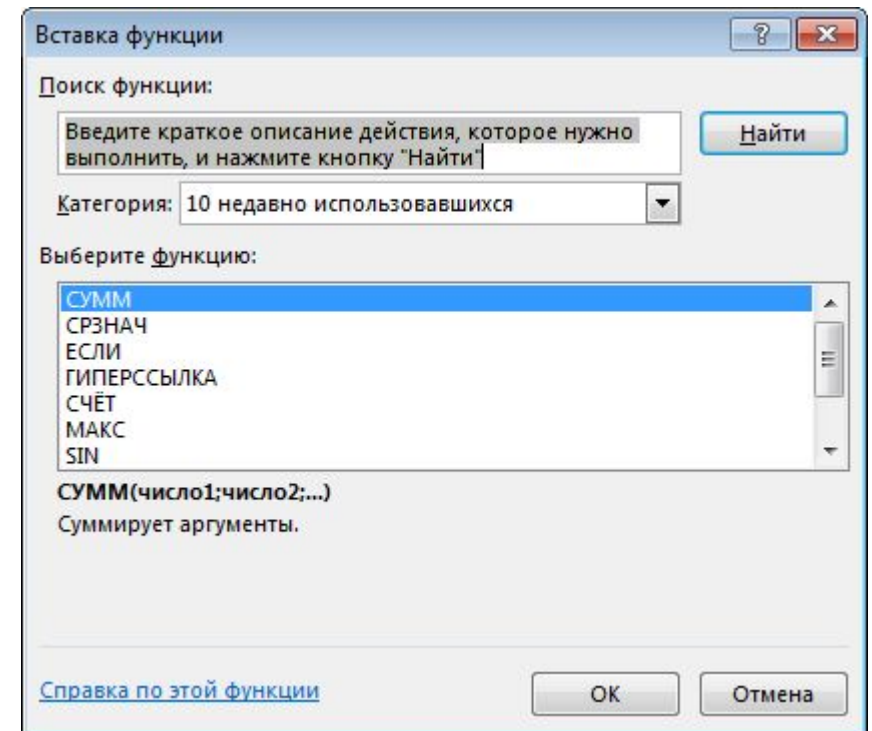 Вставка функции
Поиск функции:
Введите краткое описание действия, которое нужно
выполнить, и нажмите кнопку "Найти"
Найти
Категория: 10 недавно использовавшихся
Выберите функцию:
СУММ
СРЗНАЧ
ЕСЛИ
ГИПЕРССЫЛКА
СЧЁТ
МАКС
SIN
СУММ(число1;число2;...)
Суммирует аргументы.
Справка по этой функции
ОК
Отмена